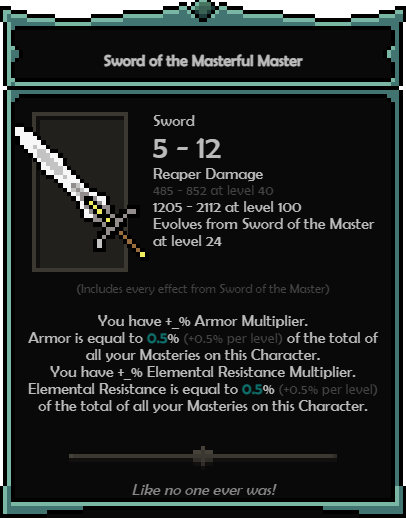 Sword of the Masterful Master
Sword
5 - 12
Reaper Damage
485 - 852 at level 40
1205 - 2112 at level 100
Evolves from Sword of the Master
at level 24
(Includes every effect from Sword of the Master)
You have +_% Armor Multiplier.
Armor is equal to 0.5% (+0.5% per level) of the total of
all your Masteries on this Character.
You have +_% Elemental Resistance Multiplier.
Elemental Resistance is equal to 0.5% (+0.5% per level)
of the total of all your Masteries on this Character.
Like no one ever was!